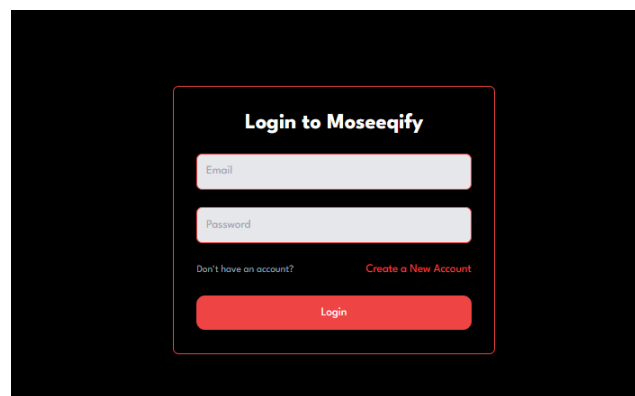 Login to Moseeqify
Email
Password
Don't have an account? Create a New Account
Login